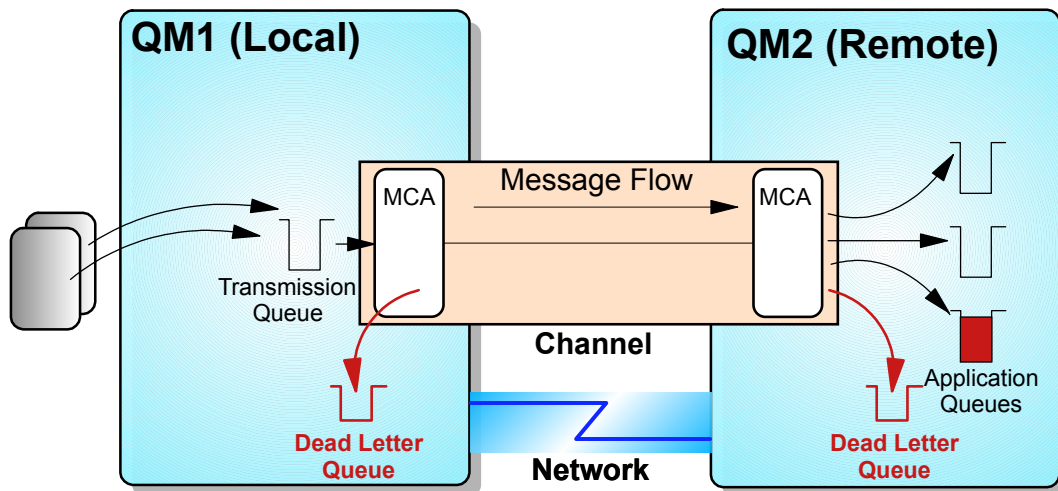 QM1 (Local)
QM2 (Remote)
MCA
Message Flow
MCA
Transmission
Queue
Channel
Application
Queues
Dead Letter
Queue
Network
Dead Letter
Queue